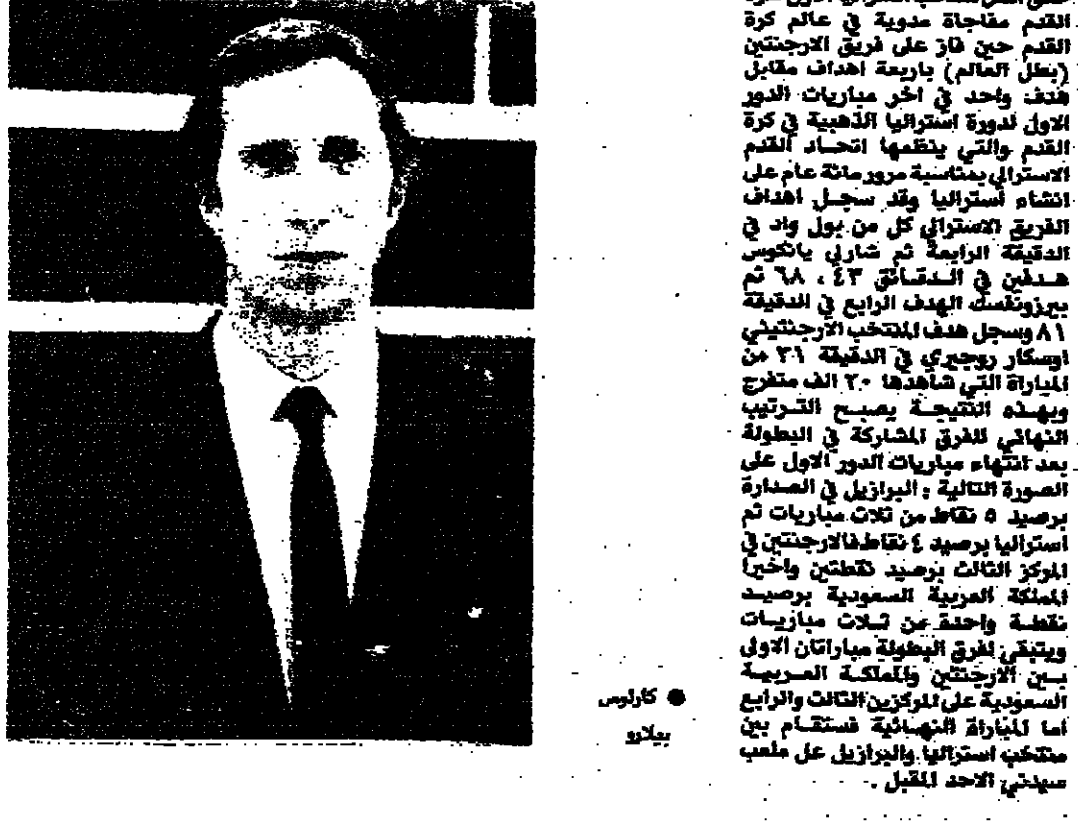 القدم مفاجاة مدوية في عالم كرة
القدم حين فاز على فريق الارجنتين
(بطل العالم) باربعة اهداف مقابل
هدف واحد في اخر مباريات الدور
الاول لدورة استراليا الذهبية في كرة
القدم والتي ينظمها اتحاد القدم
الاسترالي بمناسبة مرور مائة عام على
انشاء استراليا وقد سجل اهداف
الفريق الاسترالي كل من بول واد في
الدقيقة الرابعة ثم شارلي يانكوس
هدفين في الدقائق ٤٣ ، ٦٨ ثم
الهدف الرابع في الدقيقة
٨١ وسجل هدف المنتخب الارجنتيني
اوسكار روجيري في الدقيقة ٣١ من
المباراة التي شاهدها ٢٠ الف متفرج
وبهذه النتيجة يصبح الترتيب
النهائي للفرق المشاركة في البطولة
بعد انتهاء مباريات الدور الاول على
الصورة التالية : البرازيل في الصدارة
برصيد ٥ نقاط من ثلاث مباريات ثم
استراليا برصيد ٤ نقاط فالارجنتين في
المركز الثالث برصيد نقطتين واخيرا
المملكة العربية السعودية برصيد
نقطة واحدة من ثلاث مباريات
ويتبقى لفرق البطولة مباراتان الاولى
بين الارجنتين والمملكة العربية
السعودية على المركزين الثالث والرابع
اما المباراة النهائية فستقام بين
منتخب استراليا والبرازيل على ملعب
سيدني الاحد المقبل .
● كارلوس
بيلاردو